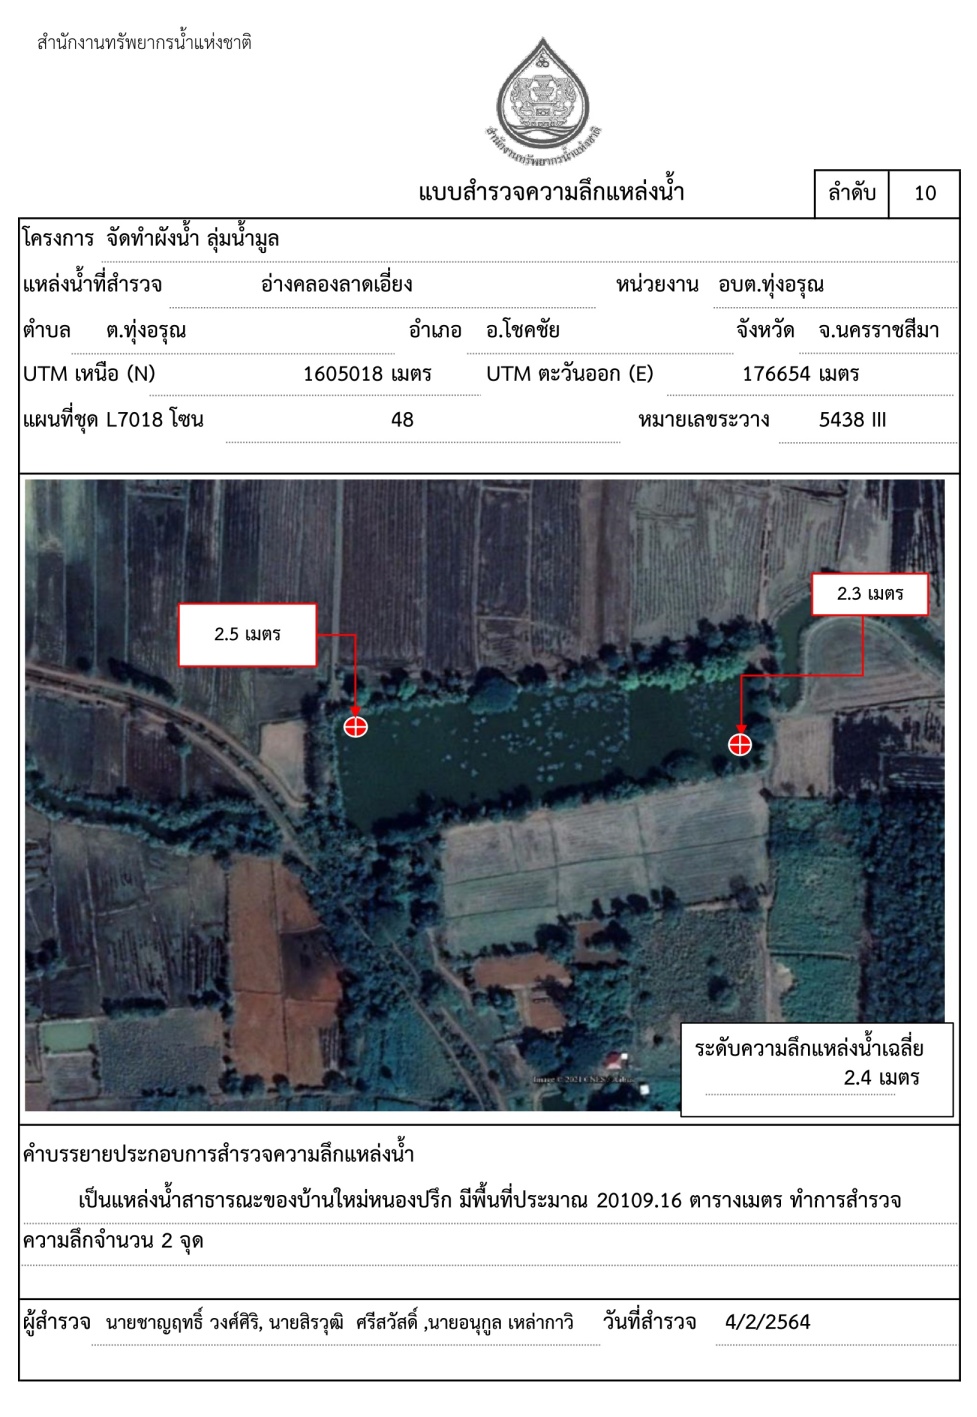 สำนักงานทรัพยากรน้ำแห่งชาติ
สำนักงานทรัพยากรน้ำแห่งชาติ
แบบสำรวจความลึกแหล่งน้ำ
ลำดับ 10
โครงการ จัดทำผังน้ำ ลุ่มน้ำมูล
แหล่งน้ำที่สำรวจ อ่างคลองลาดเอี่ยง หน่วยงาน อบต.ทุ่งอรุณ
ตำบล ต.ทุ่งอรุณ อำเภอ อ.โชคชัย จังหวัด จ.นครราชสีมา
UTM เหนือ (N) 1605018 เมตร UTM ตะวันออก (E) 176654 เมตร
แผนที่ชุด L7018 โซน 48 หมายเลขระวาง 5438 III
2.3 เมตร
2.5 เมตร
ระดับความลึกแหล่งน้ำเฉลี่ย
2.4 เมตร
Image © 2021 CNES / Airbus
คำบรรยายประกอบการสำรวจความลึกแหล่งน้ำ
เป็นแหล่งน้ำสาธารณะของบ้านใหม่หนองปรึก มีพื้นที่ประมาณ 20109.16 ตารางเมตร ทำการสำรวจ
ความลึกจำนวน 2 จุด
ผู้สำรวจ นายชาญฤทธิ์ วงศ์ศิริ, นายสิรวุฒิ ศรีสวัสดิ์ ,นายอนุกูล เหล่ากาวิ วันที่สำรวจ 4/2/2564